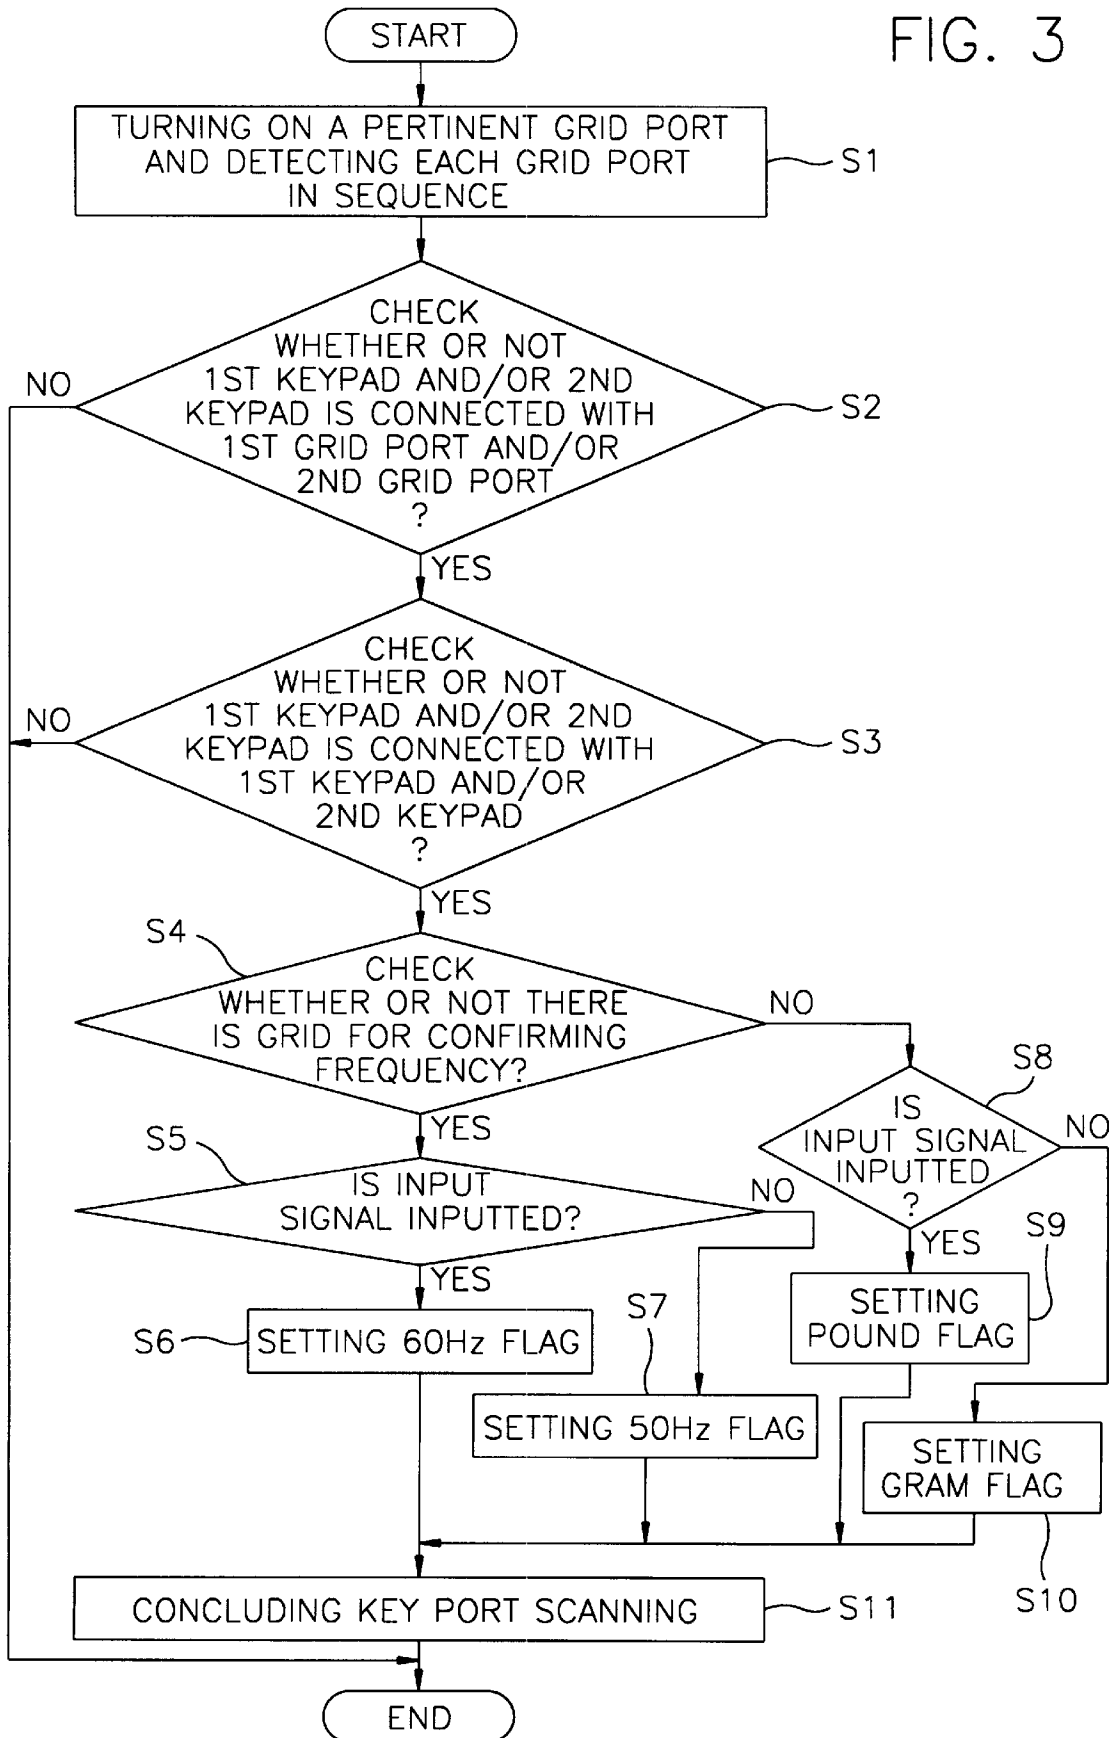 START
FIG. 3
TURNING ON A PERTINENT GRID PORT
AND DETECTING EACH GRID PORT
IN SEQUENCE
S1
CHECK
WHETHER OR NOT
1ST KEYPAD AND/OR 2ND
KEYPAD IS CONNECTED WITH
1ST GRID PORT AND/OR
2ND GRID PORT
?
NO
S2
YES
CHECK
WHETHER OR NOT
1ST KEYPAD AND/OR 2ND
KEYPAD IS CONNECTED WITH
1ST KEYPAD AND/OR
2ND KEYPAD
?
NO
S3
YES
S4
CHECK
WHETHER OR NOT THERE
IS GRID FOR CONFIRMING
FREQUENCY?
NO
YES
S8
IS
INPUT SIGNAL
INPUTTED
?
NO
YES
S5
IS INPUT
SIGNAL INPUTTED?
NO
YES
S9
SETTING
POUND FLAG
S6
SETTING 60Hz FLAG
S7
SETTING 50Hz FLAG
SETTING
GRAM FLAG
S10
CONCLUDING KEY PORT SCANNING
S11
END